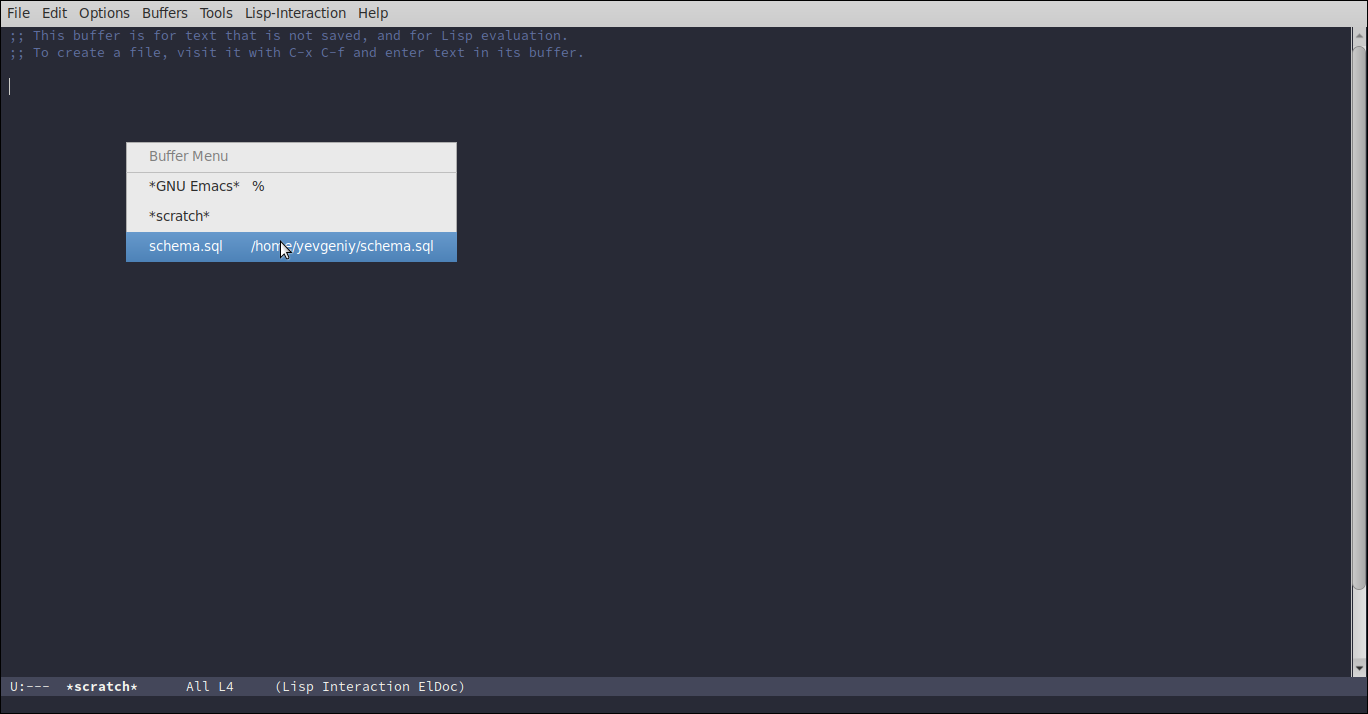 File Edit Options Buffers Tools Lisp-Interaction Help
;; This buffer is for text that is not saved, and for Lisp evaluation.
;; To create a file, visit it with C-x C-f and enter text in its buffer.
Buffer Menu
*GNU Emacs* %
*scratch*
schema.sql /home/yevgeniy/schema.sql
U:--- *scratch* All L4 (Lisp Interaction ElDoc)